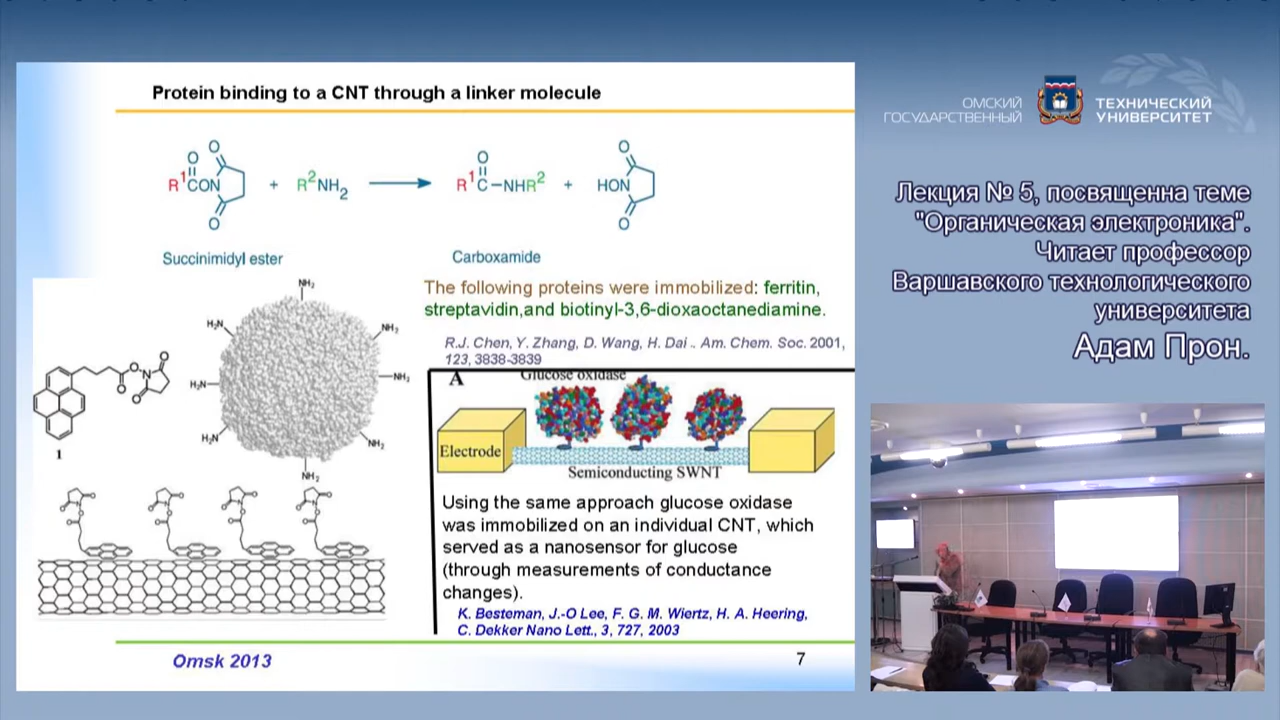 Protein binding to a CNT through a linker molecule
O
O
R¹CON
O
+
R²NH₂
O
R¹C–NHR²
+
O
HON
O
Succinimidyl ester
Carboxamide
The following proteins were immobilized: ferritin,
streptavidin,and biotinyl-3,6-dioxaoctanediamine.
R.J. Chen, Y. Zhang, D. Wang, H. Dai .. Am. Chem. Soc. 2001,
123, 3838-3839
NH₂
H₂N
NH₂
H₂N
NH₂
H₂N
NH₂
NH₂
1
A
Glucose oxidase
Electrode
Semiconducting SWNT
Using the same approach glucose oxidase
was immobilized on an individual CNT, which
served as a nanosensor for glucose
(through measurements of conductance
changes).
K. Besteman, J.-O Lee, F. G. M. Wiertz, H. A. Heering,
C. Dekker Nano Lett., 3, 727, 2003
Omsk 2013
7
ОМСКИЙ
ГОСУДАРСТВЕННЫЙ
ТЕХНИЧЕСКИЙ
УНИВЕРСИТЕТ
Лекция № 5, посвященна теме
"Органическая электроника".
Читает профессор
Варшавского технологического
университета
Адам Прон.